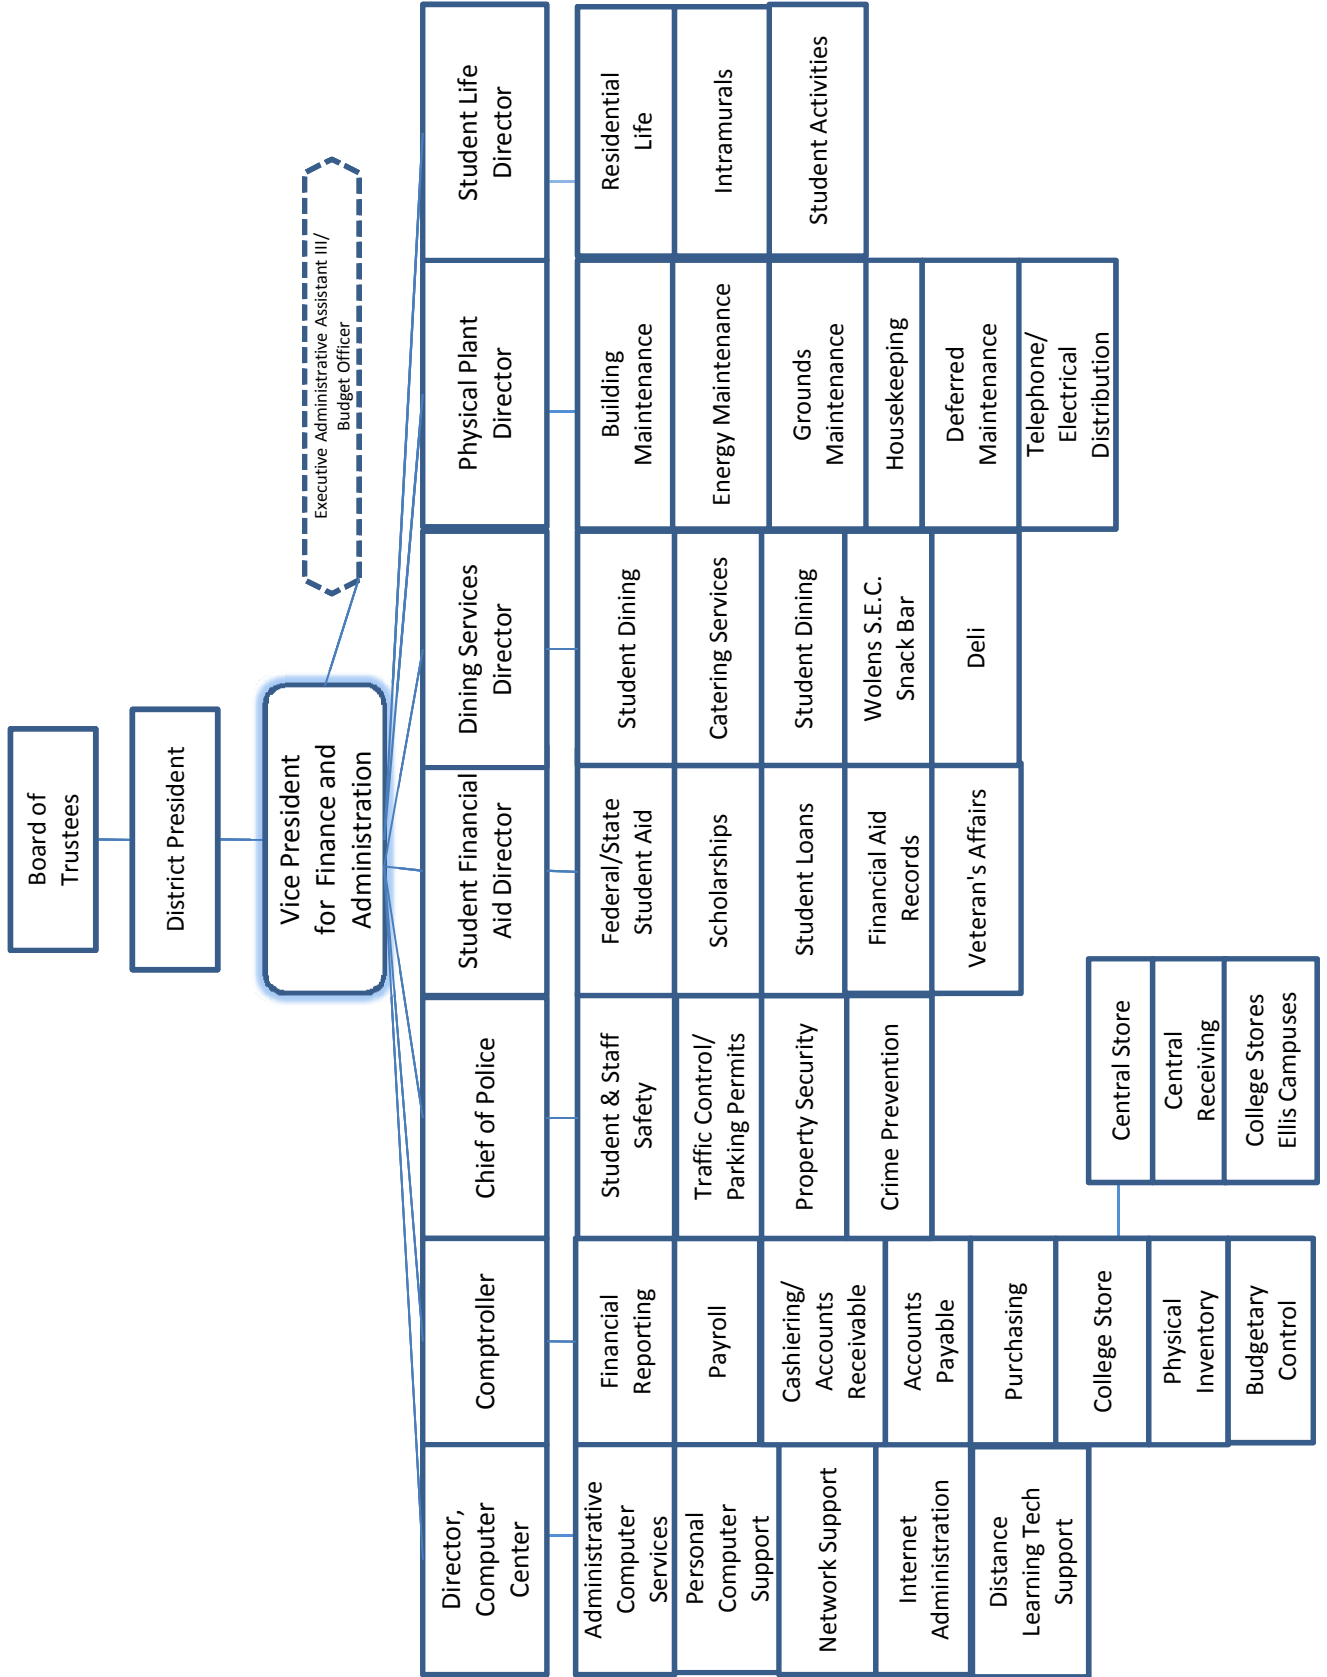 Board of
Trustees
District President
Vice President
for Finance and
Administration
Executive Administrative Assistant III/
Budget Officer
Director,
Computer
Center
Comptroller
Chief of Police
Student Financial
Aid Director
Dining Services
Director
Physical Plant
Director
Student Life
Director
Administrative
Computer
Services
Personal
Computer
Support
Network Support
Internet
Administration
Distance
Learning Tech
Support
Financial
Reporting
Payroll
Cashiering/
Accounts
Receivable
Accounts
Payable
Purchasing
College Store
Physical
Inventory
Budgetary
Control
Central Store
Central
Receiving
College Stores
Ellis Campuses
Student & Staff
Safety
Traffic Control/
Parking Permits
Property Security
Crime Prevention
Federal/State
Student Aid
Scholarships
Student Loans
Financial Aid
Records
Veteran's Affairs
Student Dining
Catering Services
Student Dining
Wolens S.E.C.
Snack Bar
Deli
Building
Maintenance
Energy Maintenance
Grounds
Maintenance
Housekeeping
Deferred
Maintenance
Telephone/
Electrical
Distribution
Residential
Life
Intramurals
Student Activities